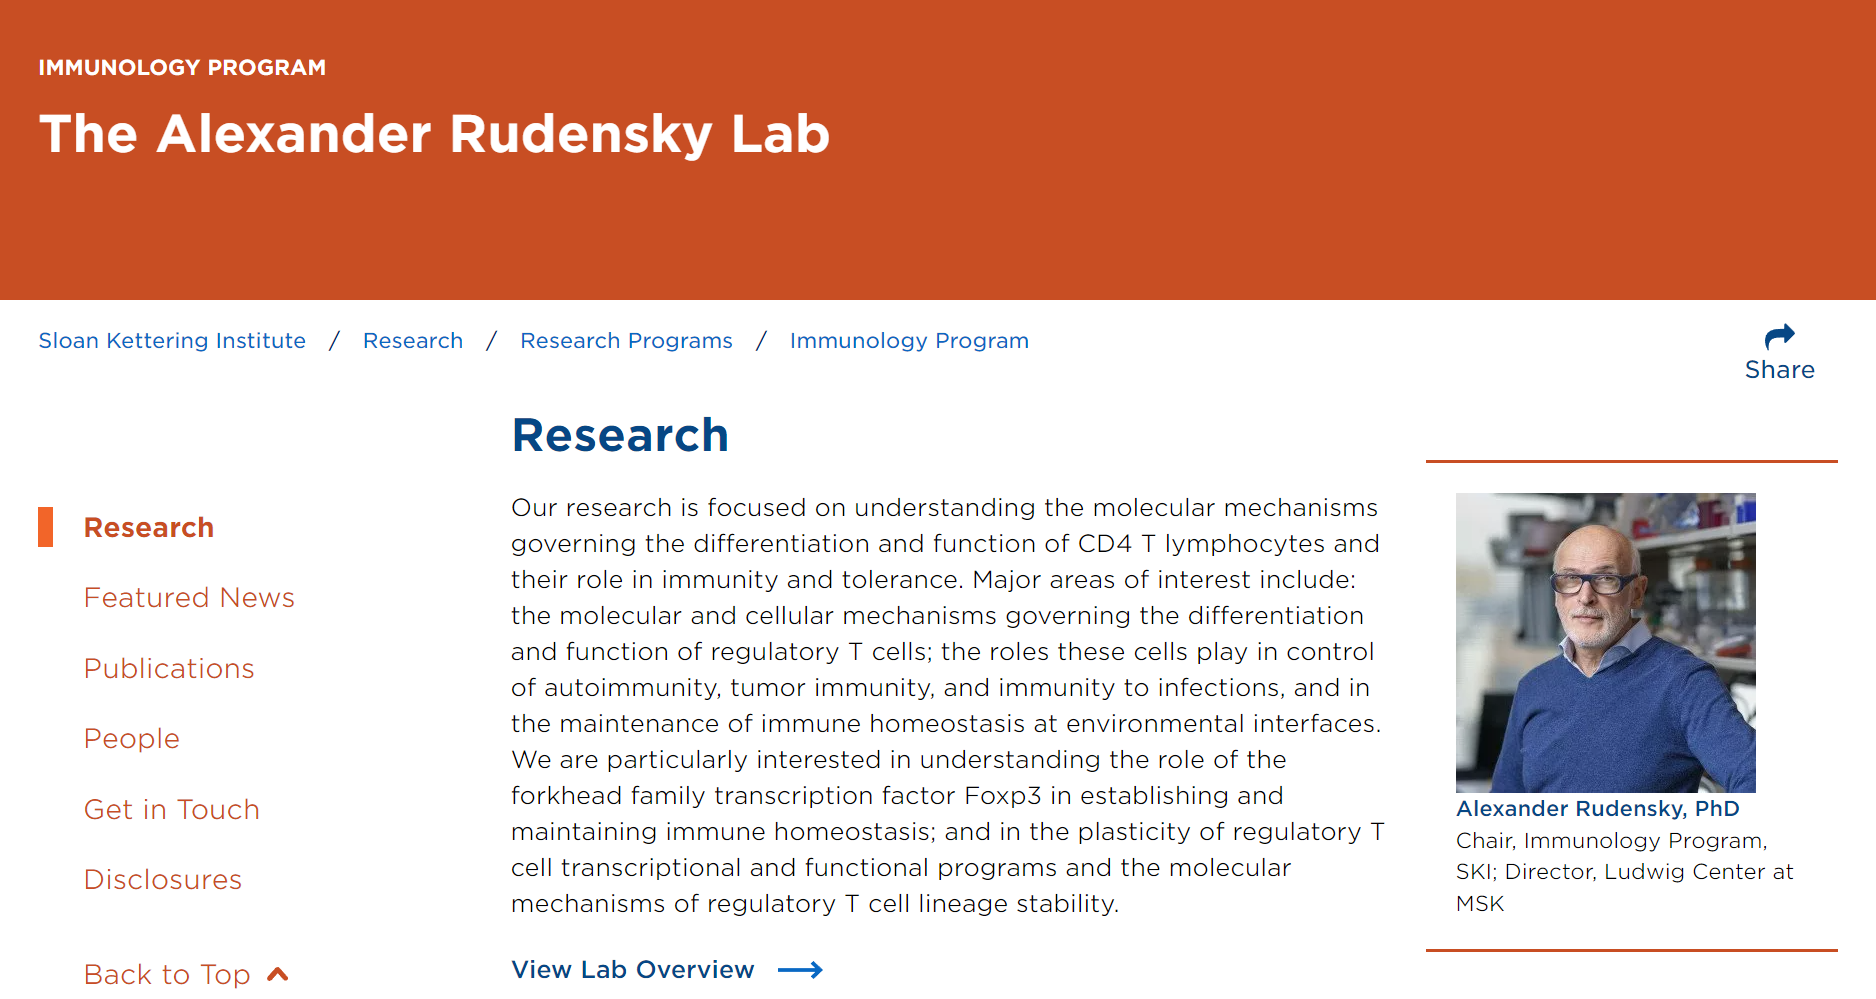 IMMUNOLOGY PROGRAM
The Alexander Rudensky Lab
Sloan Kettering Institute / Research / Research Programs / Immunology Program
Share
Research
Featured News
Publications
People
Get in Touch
Disclosures
Back to Top
Research
Our research is focused on understanding the molecular mechanisms
governing the differentiation and function of CD4 T lymphocytes and
their role in immunity and tolerance. Major areas of interest include:
the molecular and cellular mechanisms governing the differentiation
and function of regulatory T cells; the roles these cells play in control
of autoimmunity, tumor immunity, and immunity to infections, and in
the maintenance of immune homeostasis at environmental interfaces.
We are particularly interested in understanding the role of the
forkhead family transcription factor Foxp3 in establishing and
maintaining immune homeostasis; and in the plasticity of regulatory T
cell transcriptional and functional programs and the molecular
mechanisms of regulatory T cell lineage stability.
View Lab Overview
Alexander Rudensky, PhD
Chair, Immunology Program,
SKI; Director, Ludwig Center at
MSK